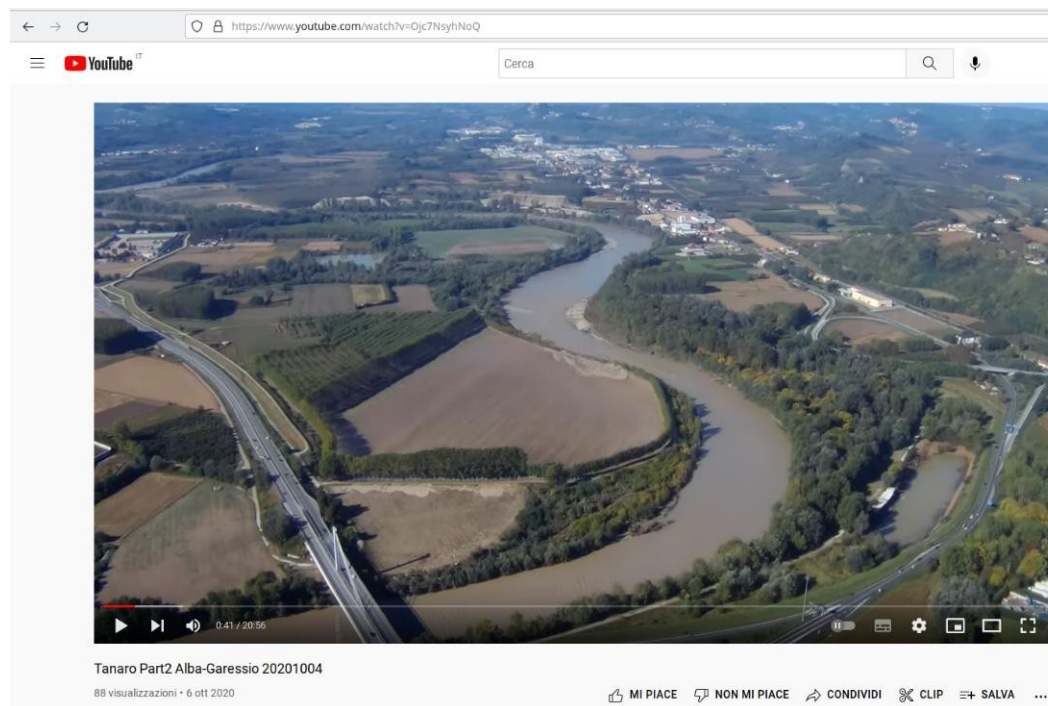 https://www.youtube.com/watch?v=Ojc7NsyhNoQ
YouTube IT
Cerca
0:41 / 20:56
Tanaro Part2 Alba-Garessio 20201004
88 visualizzazioni • 6 ott 2020
MI PIACE NON MI PIACE CONDIVIDI CLIP SALVA ...